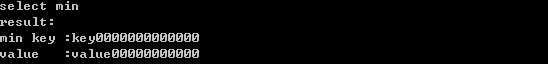 select min
result:
min key :key0000000000000
value   :value00000000000